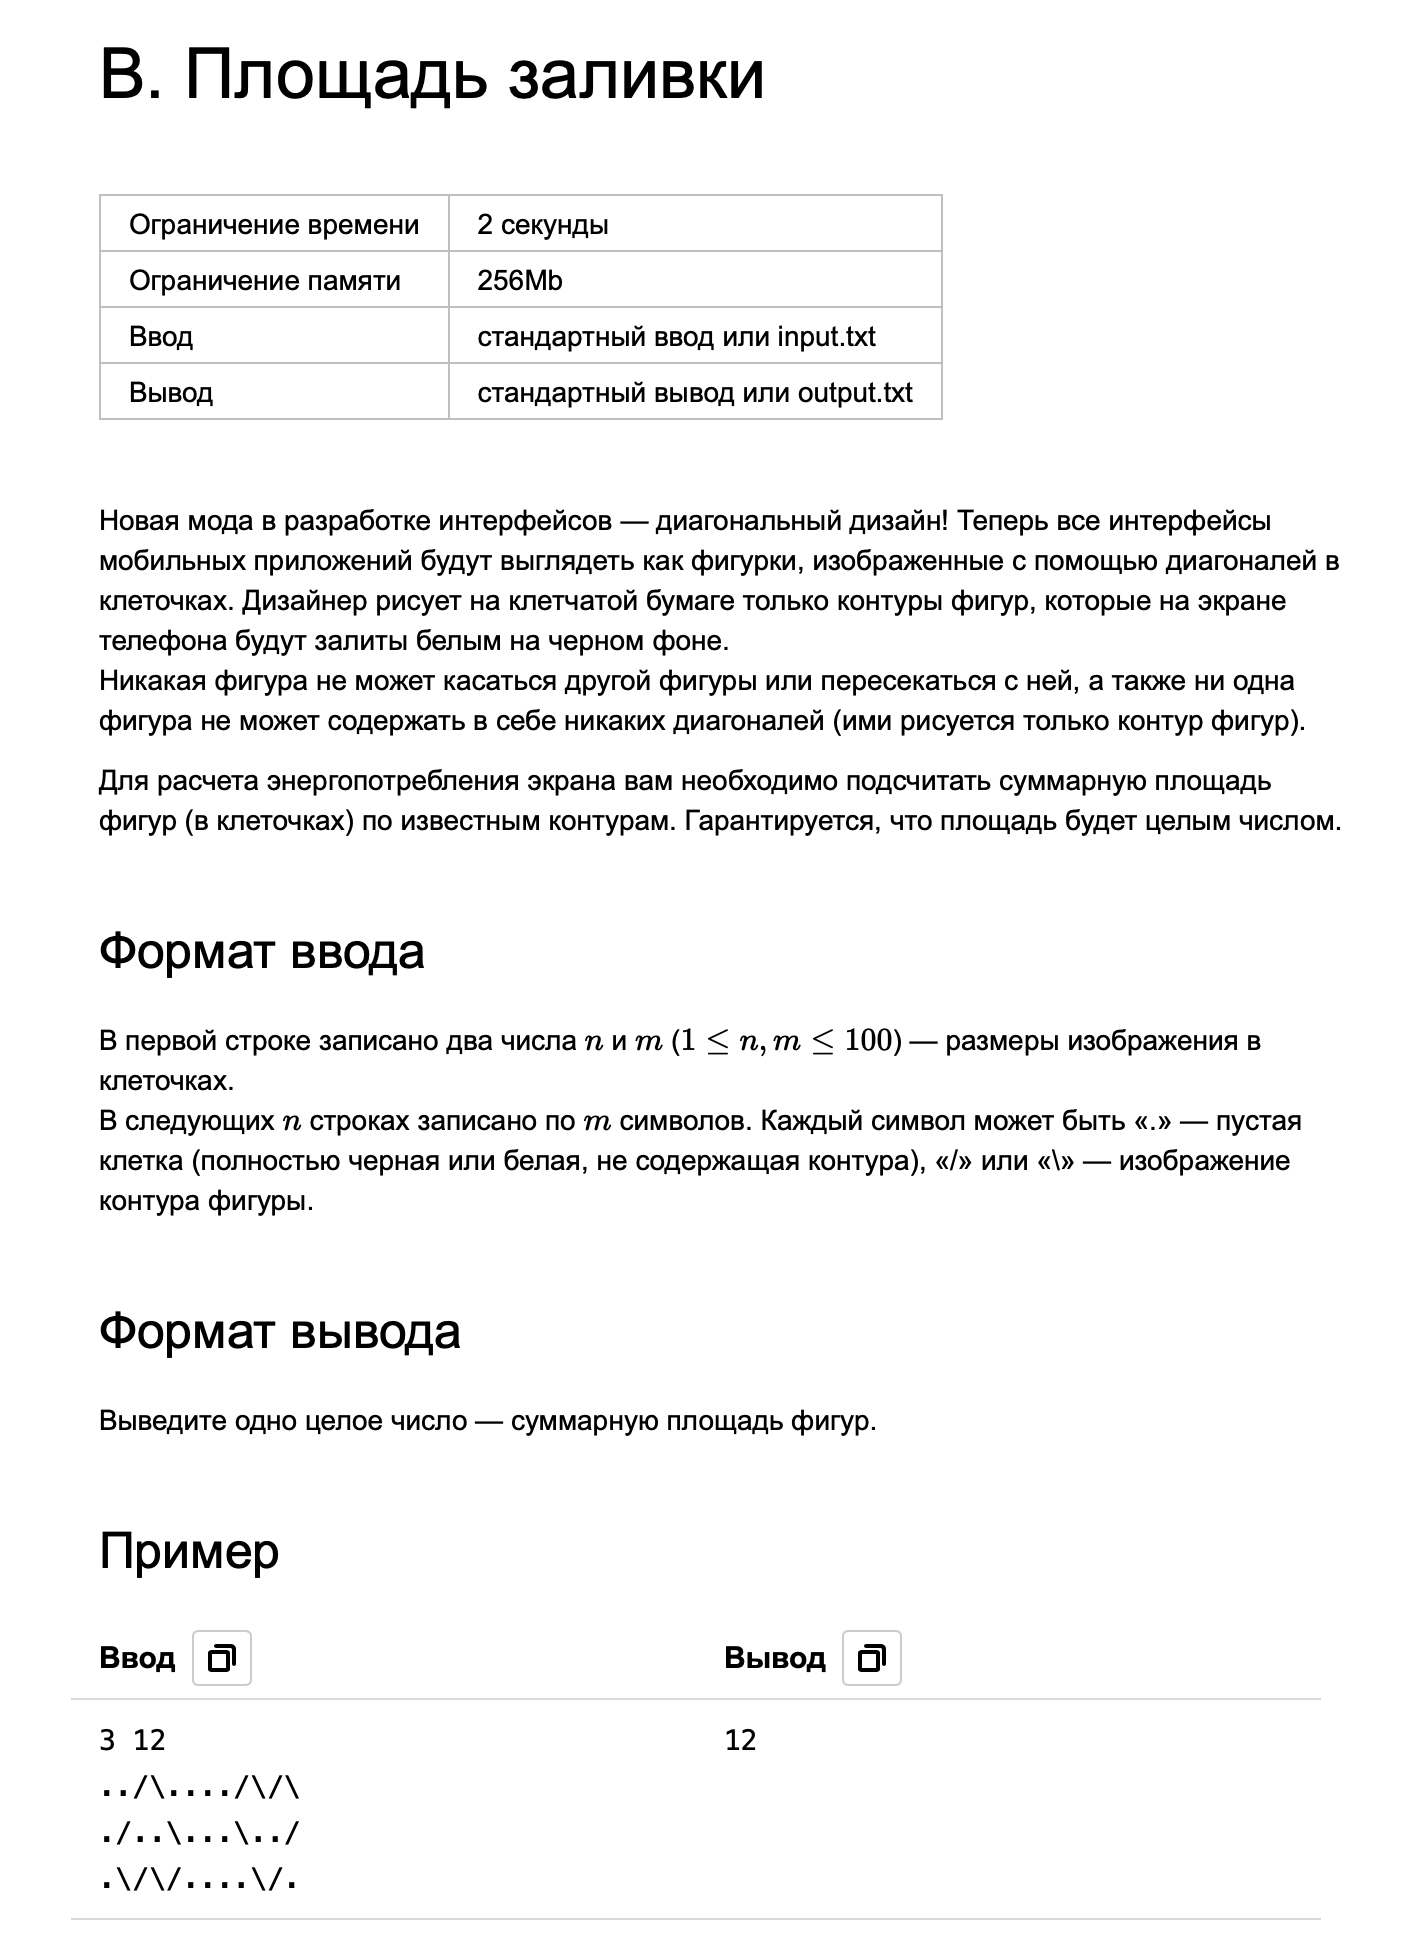 В. Площадь заливки
Ограничение времени 2 секунды
Ограничение памяти 256Mb
Ввод стандартный ввод или input.txt
Вывод стандартный вывод или output.txt
Новая мода в разработке интерфейсов — диагональный дизайн! Теперь все интерфейсы
мобильных приложений будут выглядеть как фигурки, изображенные с помощью диагоналей в
клеточках. Дизайнер рисует на клетчатой бумаге только контуры фигур, которые на экране
телефона будут залиты белым на черном фоне.
Никакая фигура не может касаться другой фигуры или пересекаться с ней, а также ни одна
фигура не может содержать в себе никаких диагоналей (ими рисуется только контур фигур).
Для расчета энергопотребления экрана вам необходимо подсчитать суммарную площадь
фигур (в клеточках) по известным контурам. Гарантируется, что площадь будет целым числом.
Формат ввода
В первой строке записано два числа n и m (1 ≤ n, m ≤ 100) — размеры изображения в
клеточках.
В следующих n строках записано по m символов. Каждый символ может быть «.» — пустая
клетка (полностью черная или белая, не содержащая контура), «/» или «\» — изображение
контура фигуры.
Формат вывода
Выведите одно целое число — суммарную площадь фигур.
Пример
Ввод Вывод
3 12 12
../\..../\/\
./..\...\../
.\/\/....\/.